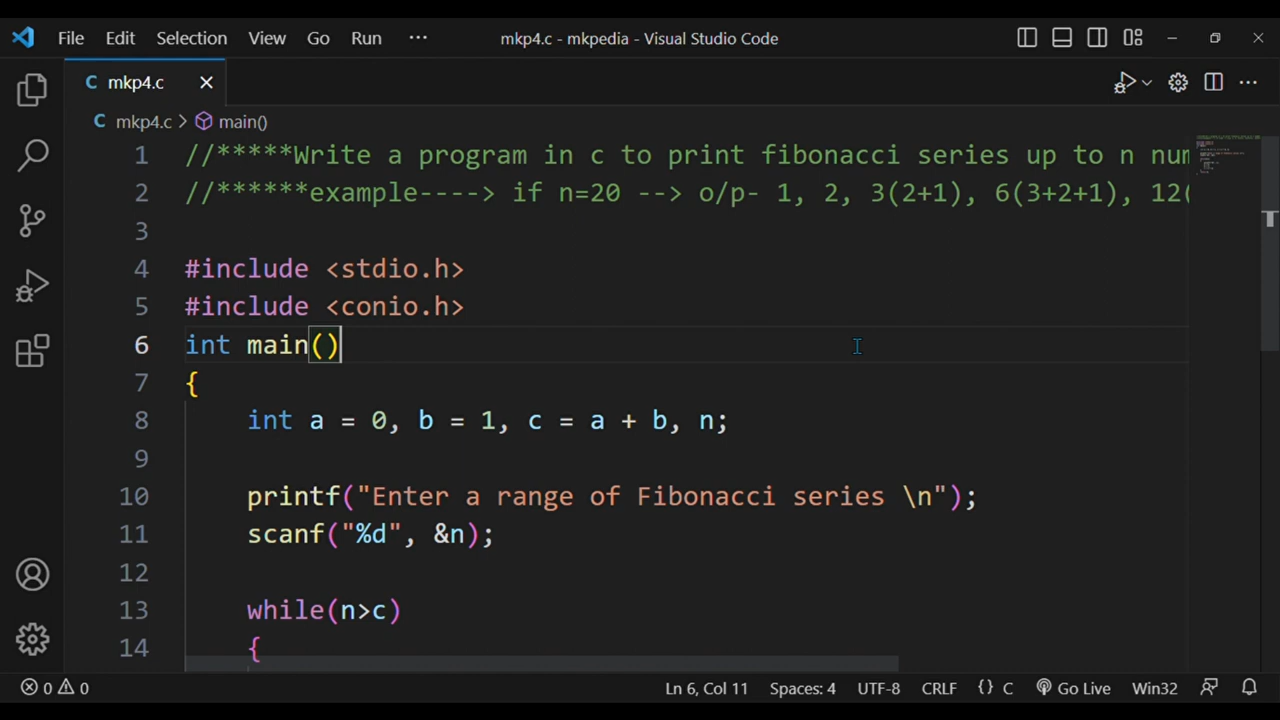 File Edit Selection View Go Run ··· mkp4.c - mkpedia - Visual Studio Code
C mkp4.c
C mkp4.c > main()
1 //*****Write a program in c to print fibonacci series up to n num
2 //******example----> if n=20 --> o/p- 1, 2, 3(2+1), 6(3+2+1), 12(
3
4 #include <stdio.h>
5 #include <conio.h>
6 int main()
7 {
8 int a = 0, b = 1, c = a + b, n;
9
10 printf("Enter a range of Fibonacci series \n");
11 scanf("%d", &n);
12
13 while(n>c)
14 {
0 0 Ln 6, Col 11 Spaces: 4 UTF-8 CRLF {} C Go Live Win32